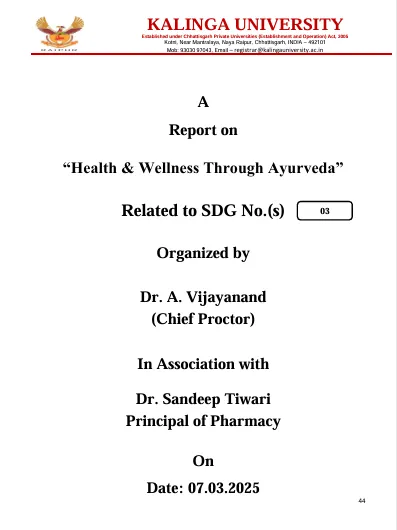 KALINGA UNIVERSITY
Established under Chhattisgarh Private Universities (Establishment and Operation) Act, 2005
Kotni, Near Mantralaya, Naya Raipur, Chhattisgarh, INDIA – 492101
Mob: 93030 97043, Email – registrar@kalingauniversity.ac.in
RAIPUR
A
Report on
“Health & Wellness Through Ayurveda”
Related to SDG No.(s) 03
Organized by
Dr. A. Vijayanand
(Chief Proctor)
In Association with
Dr. Sandeep Tiwari
Principal of Pharmacy
On
Date: 07.03.2025
44